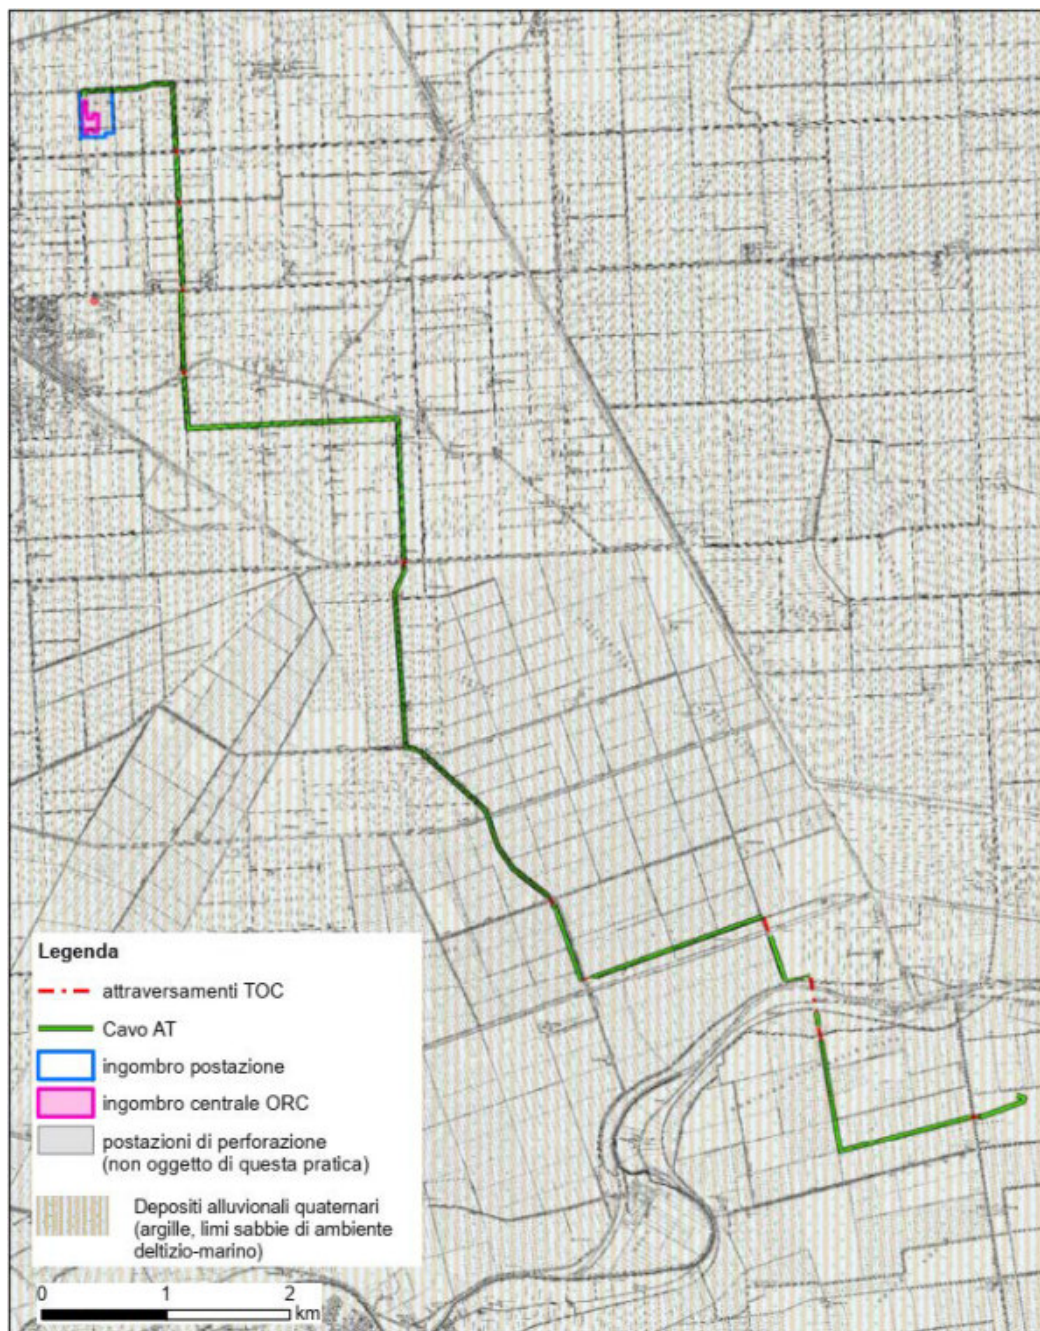 Legenda
attraversamenti TOC
Cavo AT
ingombro postazione
ingombro centrale ORC
postazioni di perforazione
(non oggetto di questa pratica)
Depositi alluvionali quaternari
(argille, limi sabbie di ambiente
deltizio-marino)
0 1 2
km